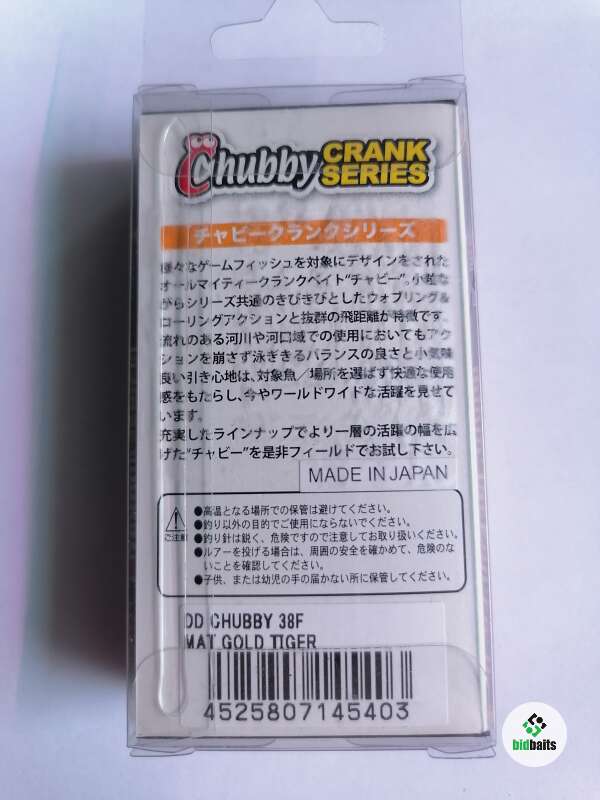 Chubby CRANK SERIES
チャビークランクシリーズ
様々なゲームフィッシュを対象にデザインをされた
オールマイティークランクベイト"チャビー"。小粒な
がらシリーズ共通のきびきびとしたウォブリング&
ローリングアクションと抜群の飛距離が特徴です。
流れのある河川や河口域での使用においてもアク
ションを崩さず泳ぎきるバランスの良さと小気味
良い引き心地は、対象魚／場所を選ばず快適な使用
感をもたらし、今やワールドワイドな活躍を見せて
います。
充実したラインナップでより一層の活躍の幅を広
げた"チャビー"を是非フィールドでお試し下さい。
MADE IN JAPAN
ご注意
●高温となる場所での保管は避けてください。
●釣り以外の目的でご使用にならないでください。
●釣り針は鋭く、危険ですので注意してお取り扱いください。
●ルアーを投げる場合は、周囲の安全を確かめて、危険のな
いことを確認してください。
●子供、または幼児の手の届かない所に保管してください。
DD CHUBBY 38F
MAT GOLD TIGER
4525807145403
bidbaits